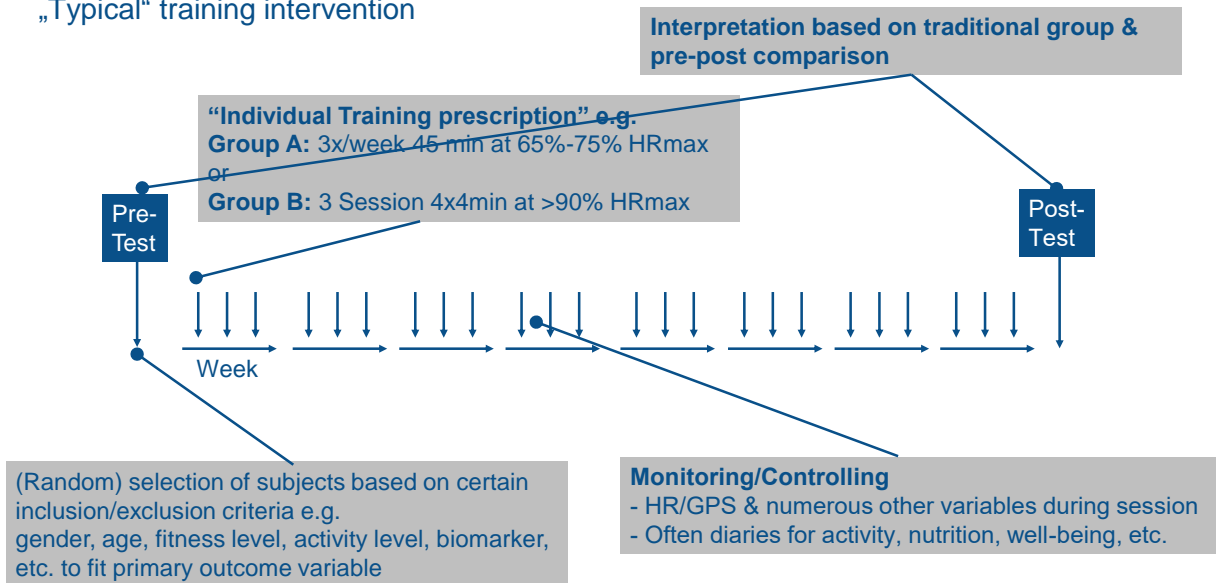 „Typical“ training intervention
Interpretation based on traditional group &
pre-post comparison
“Individual Training prescription” e.g.
Group A: 3x/week 45 min at 65%-75% HRmax
or
Group B: 3 Session 4x4min at >90% HRmax
Pre-
Test
Post-
Test
Week
(Random) selection of subjects based on certain
inclusion/exclusion criteria e.g.
gender, age, fitness level, activity level, biomarker,
etc. to fit primary outcome variable
Monitoring/Controlling
- HR/GPS & numerous other variables during session
- Often diaries for activity, nutrition, well-being, etc.